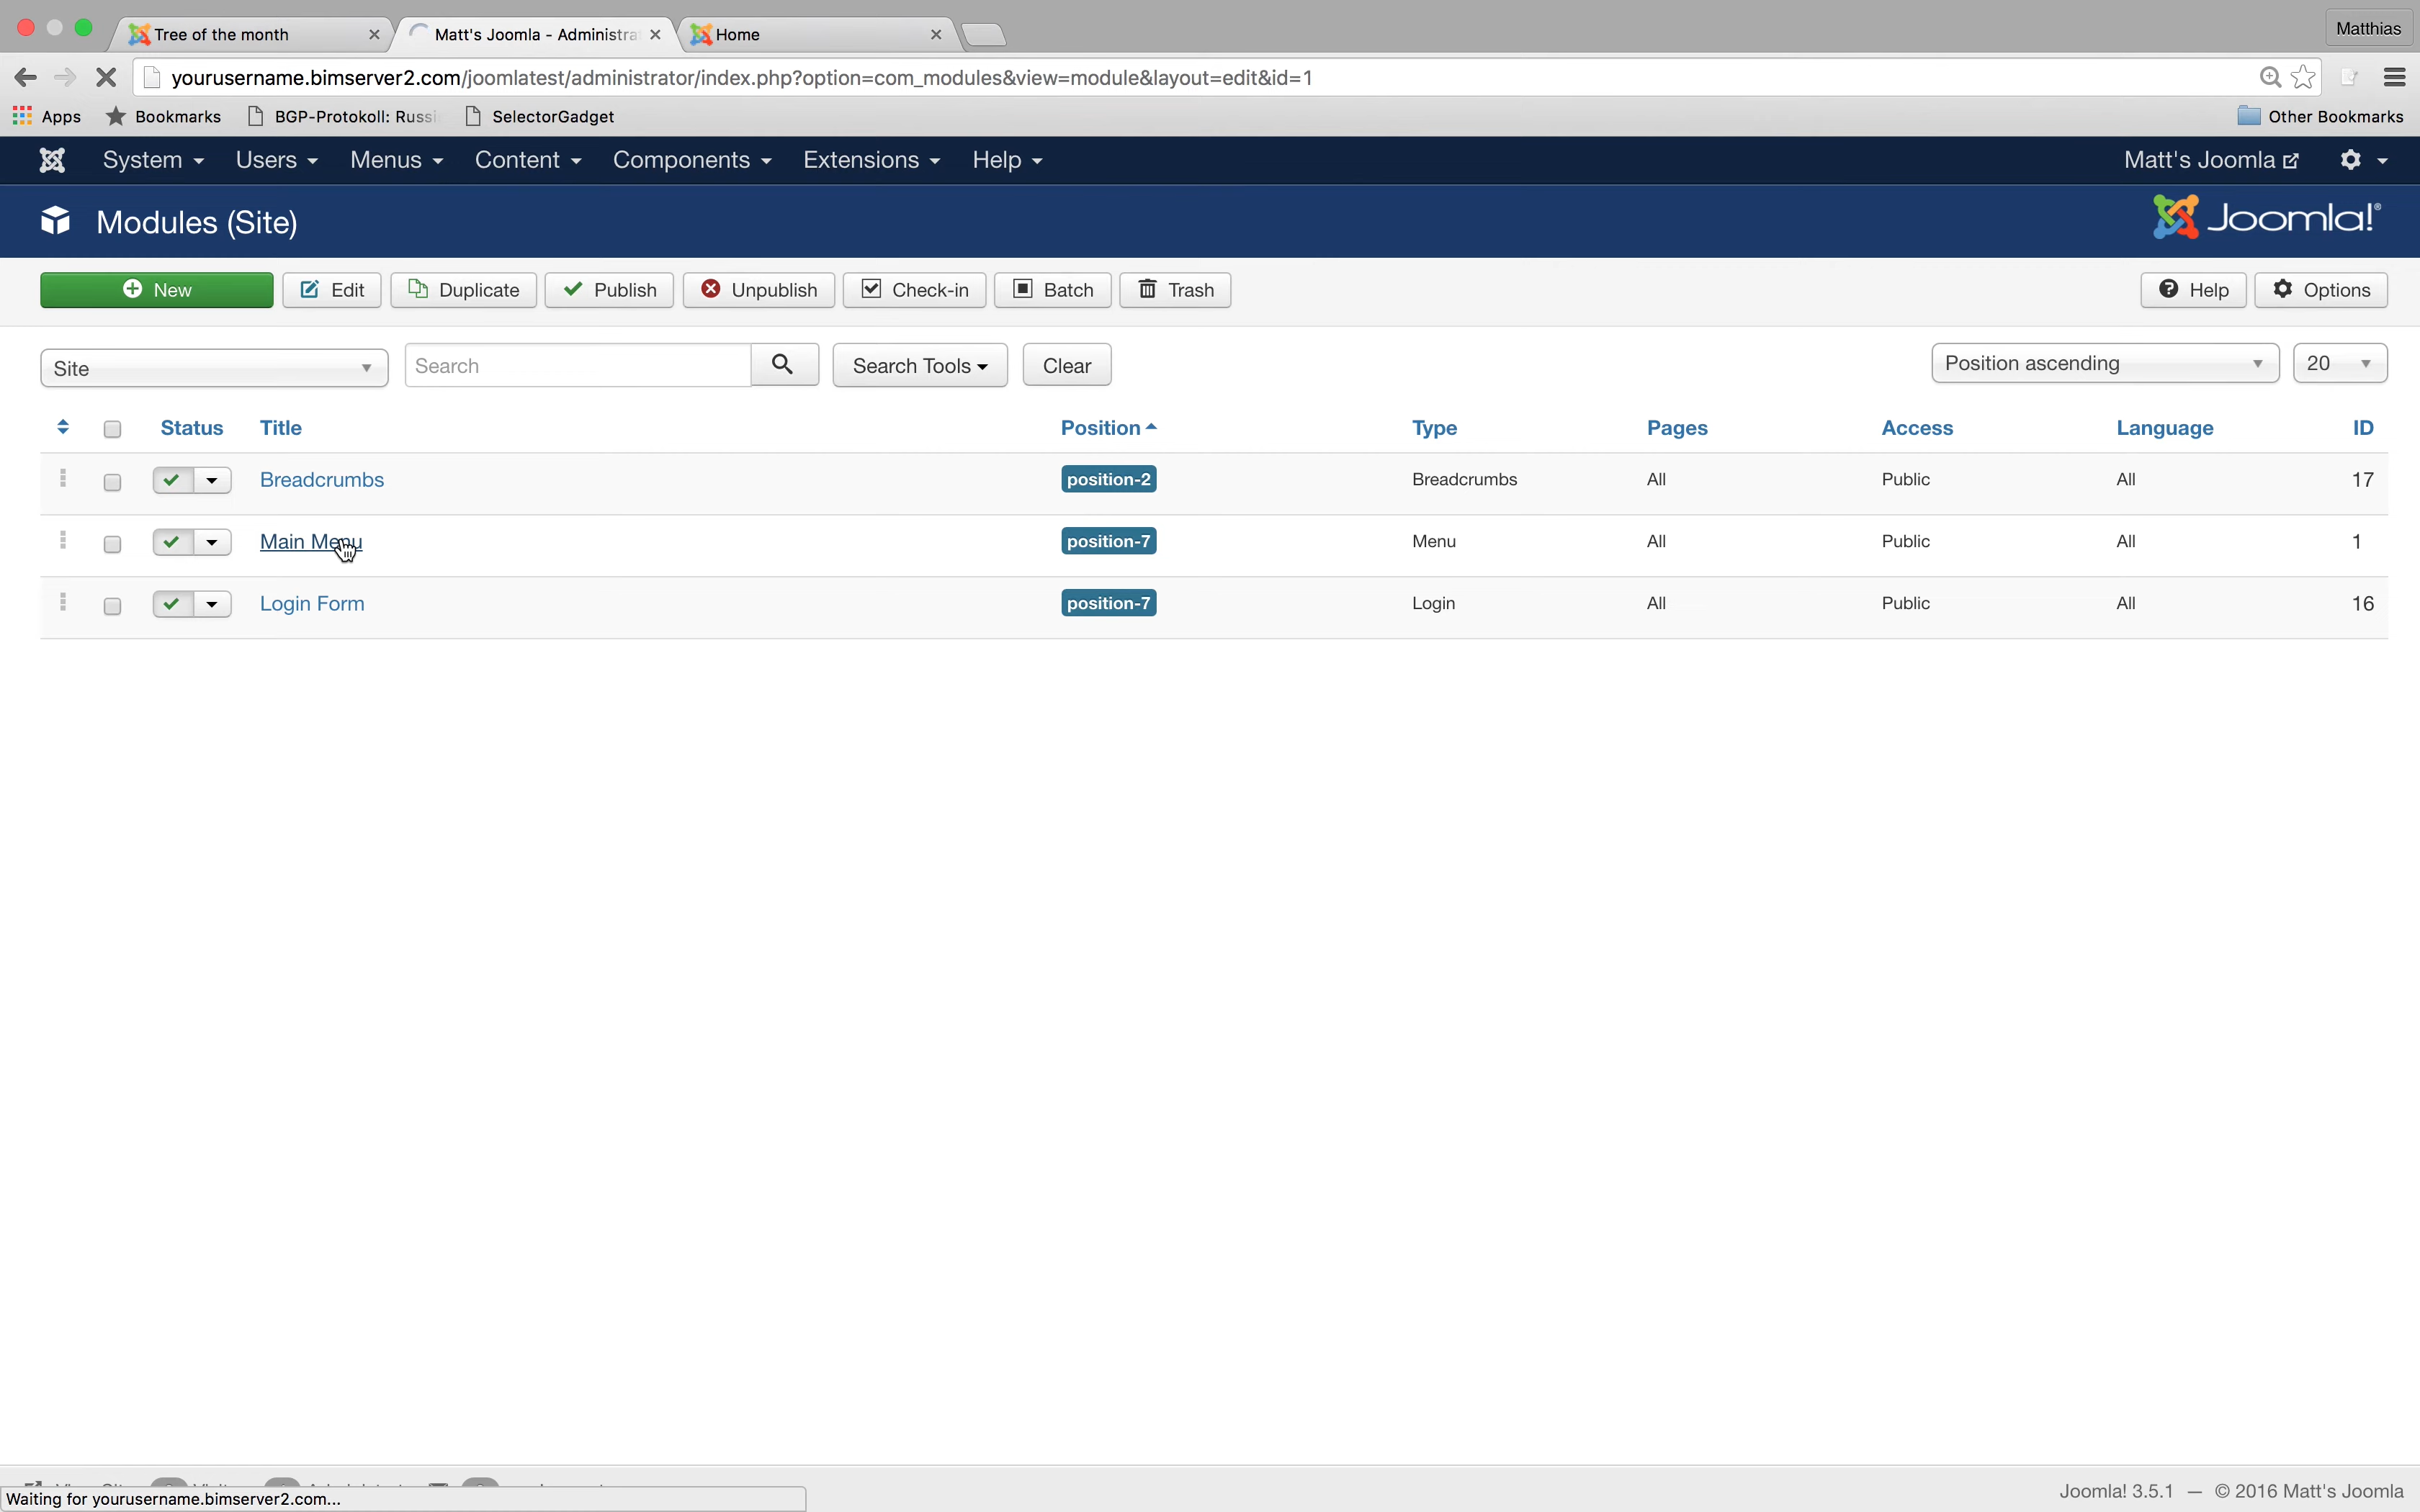 Tree of the month
Matt's Joomla - Administra
Home
Matthias
yourusername.bimserver2.com/joomlatest/administrator/index.php?option=com_modules&view=module&layout=edit&id=1
Apps Bookmarks BGP-Protokoll: Russi SelectorGadget Other Bookmarks
System Users Menus Content Components Extensions Help Matt's Joomla
Modules (Site) Joomla!®
New Edit Duplicate Publish Unpublish Check-in Batch Trash Help Options
Site Search Search Tools Clear Position ascending 20
Status Title Position Type Pages Access Language ID
Breadcrumbs position-2 Breadcrumbs All Public All 17
Main Menu position-7 Menu All Public All 1
Login Form position-7 Login All Public All 16
Waiting for yourusername.bimserver2.com...
Joomla! 3.5.1 — © 2016 Matt's Joomla